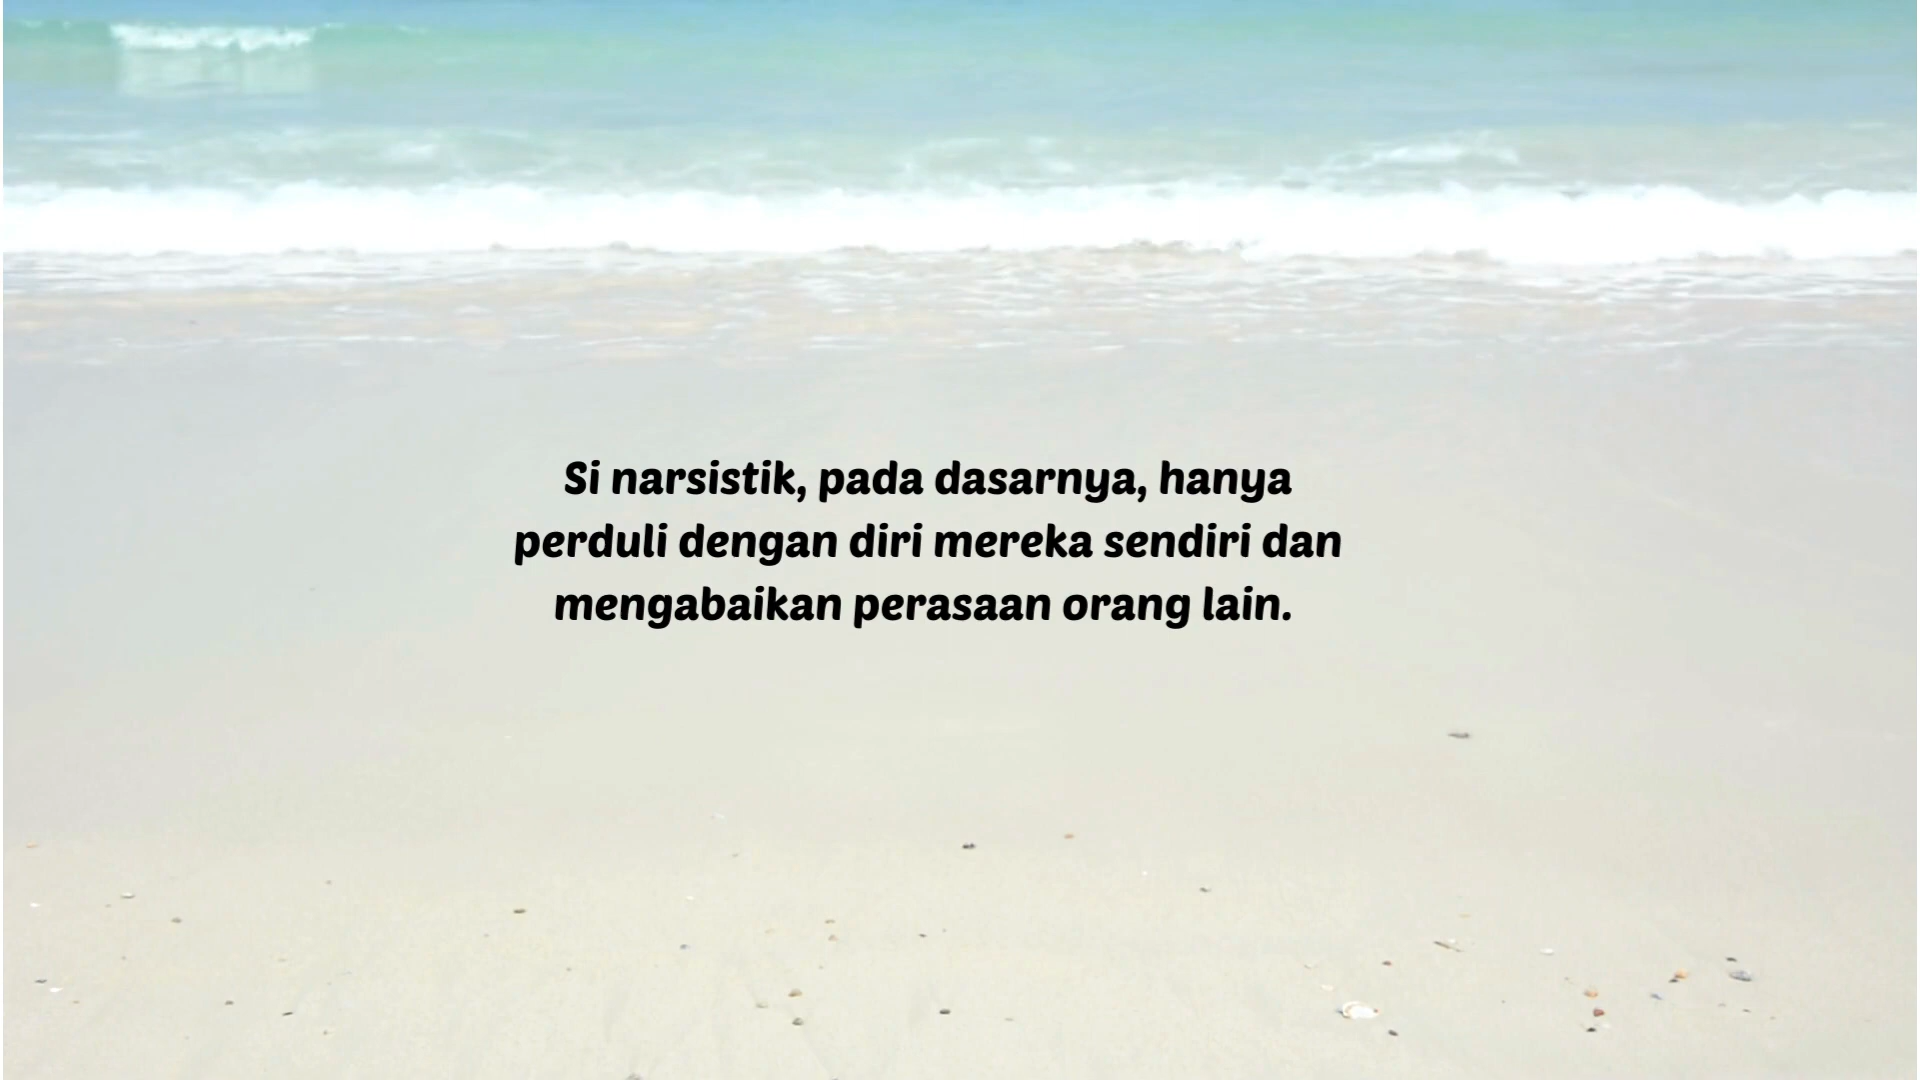 Si narsistik, pada dasarnya, hanya
perduli dengan diri mereka sendiri dan
mengabaikan perasaan orang lain.